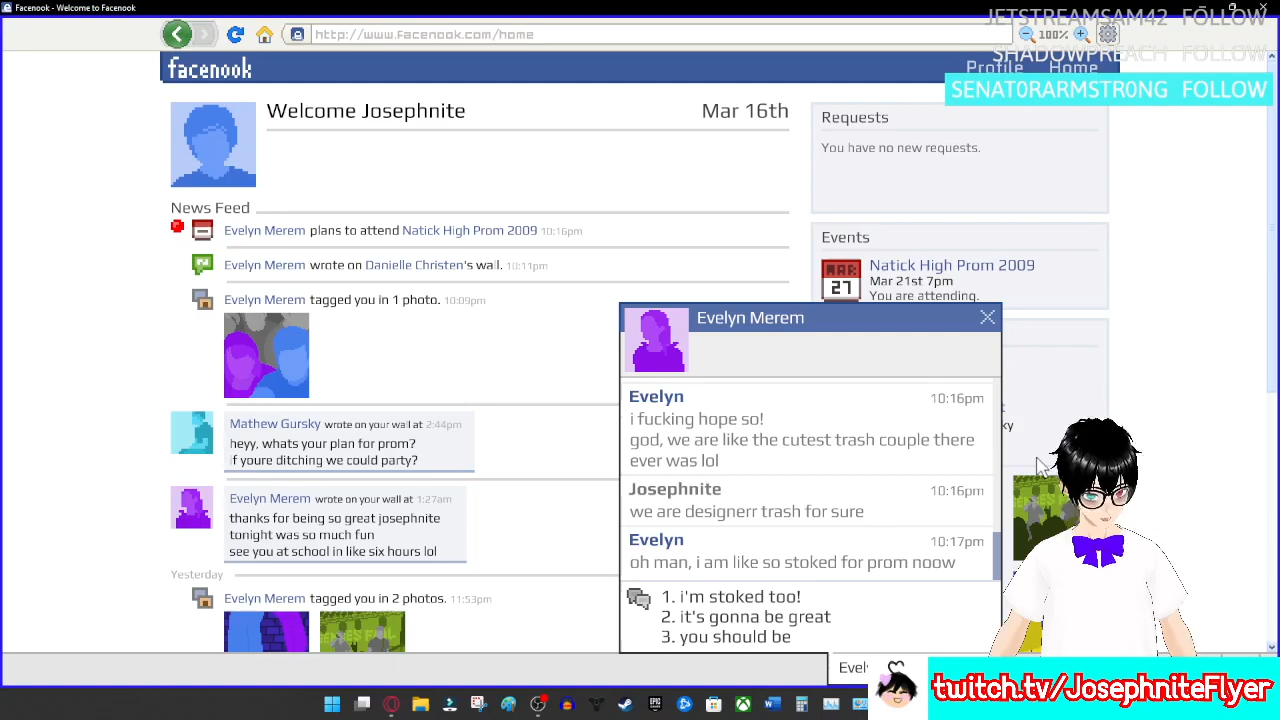 Facenook - Welcome to Facenook
JETSTREAMSAM42 FOLLOW
http://www.facenook.com/home
100%
SHADOWPREACH FOLLOW
facenook
Profile Home
SENAT0RARMSTR0NG FOLLOW
Welcome Josephnite
Mar 16th
Requests
You have no new requests.
News Feed
Evelyn Merem plans to attend Natick High Prom 2009 10:16pm
Evelyn Merem wrote on Danielle Christen's wall. 10:11pm
Evelyn Merem tagged you in 1 photo. 10:09pm
Events
MAR
27
Natick High Prom 2009
Mar 21st 7pm
You are attending.
Mathew Gursky wrote on your wall at 2:44pm
heyy, whats your plan for prom?
if youre ditching we could party?
Evelyn Merem wrote on your wall at 1:27am
thanks for being so great josephnite
tonight was so much fun
see you at school in like six hours lol
Yesterday
Evelyn Merem tagged you in 2 photos. 11:53pm
Evelyn Merem
Evelyn 10:16pm
i fucking hope so!
god, we are like the cutest trash couple there
ever was lol
Josephnite 10:16pm
we are designerr trash for sure
Evelyn 10:17pm
oh man, i am like so stoked for prom noow
1. i'm stoked too!
2. it's gonna be great
3. you should be
ky
Evel
twitch.tv/JosephniteFlyer